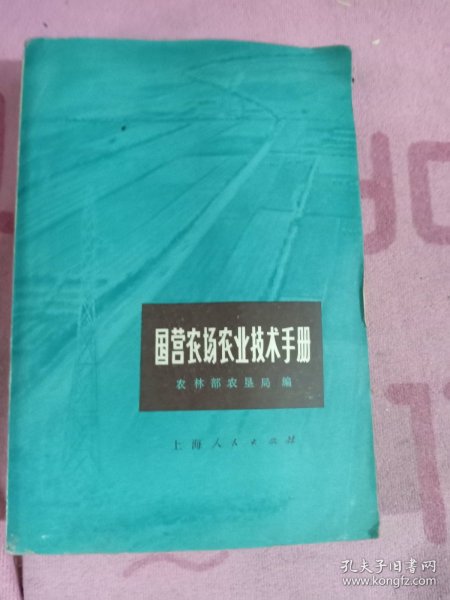 国营农场农业技术手册
农林部农垦局 编
上海人民出版社
孔夫子旧书网
www.kongfz.com